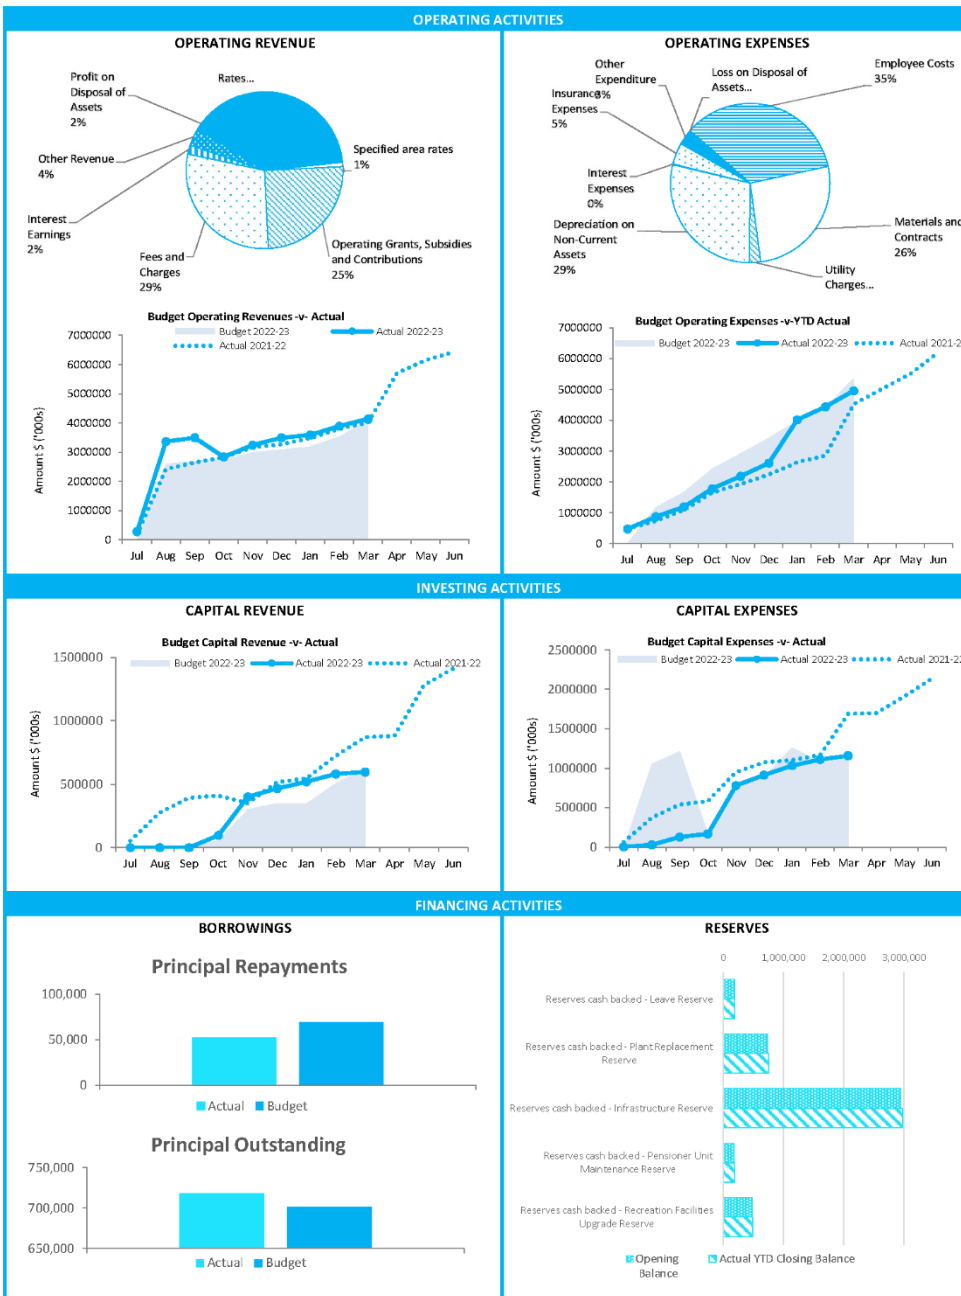 OPERATING ACTIVITIES
OPERATING REVENUE
Profit on
Disposal of
Assets
2%
Rates...
Other Revenue
4%
Specified area rates
1%
Interest
Earnings
2%
Fees and
Charges
29%
Operating Grants, Subsidies
and Contributions
25%
Budget Operating Revenues -v- Actual
Budget 2022-23
Actual 2022-23
Actual 2021-22
Amount $ ('000s)
7000000
6000000
5000000
4000000
3000000
2000000
1000000
0
Jul Aug Sep Oct Nov Dec Jan Feb Mar Apr May Jun
OPERATING EXPENSES
Other
Expenditure
3%
Loss on Disposal of
Assets...
Employee Costs
35%
Insurance
Expenses
5%
Interest
Expenses
0%
Depreciation on
Non-Current
Assets
29%
Materials and
Contracts
26%
Utility
Charges...
Budget Operating Expenses -v-YTD Actual
Budget 2022-23 Actual 2022-23 Actual 2021-2
Amount $ ('000s)
7000000
6000000
5000000
4000000
3000000
2000000
1000000
0
Jul Aug Sep Oct Nov Dec Jan Feb Mar Apr May Jun
INVESTING ACTIVITIES
CAPITAL REVENUE
Budget Capital Revenue -v- Actual
Budget 2022-23 Actual 2022-23 Actual 2021-22
Amount $ ('000s)
1500000
1000000
500000
0
Jul Aug Sep Oct Nov Dec Jan Feb Mar Apr May Jun
CAPITAL EXPENSES
Budget Capital Expenses -v- Actual
Budget 2022-23 Actual 2022-23 Actual 2021-22
Amount $ ('000s)
2500000
2000000
1500000
1000000
500000
0
Jul Aug Sep Oct Nov Dec Jan Feb Mar Apr May Jun
FINANCING ACTIVITIES
BORROWINGS
Principal Repayments
100,000
50,000
0
Actual Budget
Principal Outstanding
750,000
700,000
650,000
Actual Budget
RESERVES
0 1,000,000 2,000,000 3,000,000
Reserves cash backed - Leave Reserve
Reserves cash backed - Plant Replacement
Reserve
Reserves cash backed - Infrastructure Reserve
Reserves cash backed - Pensioner Unit
Maintenance Reserve
Reserves cash backed - Recreation Facilities
Upgrade Reserve
Opening
Balance
Actual YTD Closing Balance